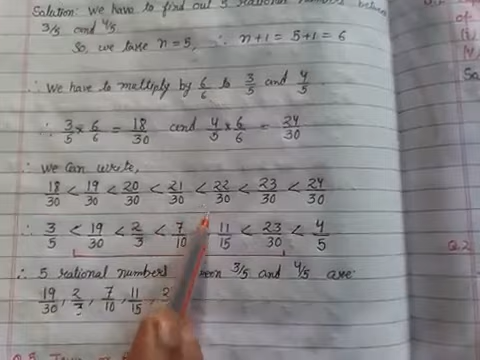 Solution: We have to find out 5 rational numbers between
3/5 and 4/5
So, we take n = 5, ∴ n+1 = 5+1 = 6
∴ We have to multiply by 6/6 to 3/5 and 4/5
∴ 3/5 × 6/6 = 18/30 and 4/5 × 6/6 = 24/30
∴ We can write,
18/30 < 19/30 < 20/30 < 21/30 < 22/30 < 23/30 < 24/30
∴ 3/5 < 19/30 < 2/3 < 7/10 11/15 < 23/30 < 4/5
∴ 5 rational numbers 3/5 and 4/5 are:
19/30, 2/3, 7/10, 11/15,
of
Q.2